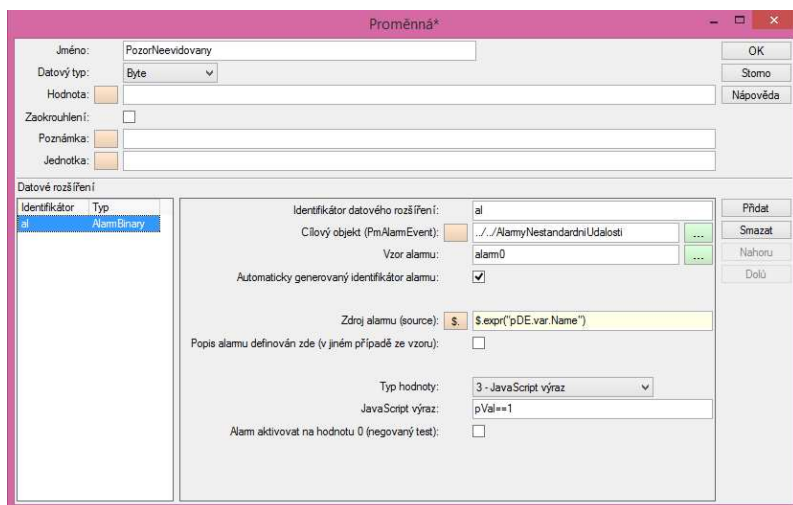 Proměnná*
Jméno: PozorNeevidovany OK
Datový typ: Byte Storno
Hodnota: Nápověda
Zaokrouhlení:
Poznámka:
Jednotka:
Datové rozšíření
Identifikátor Typ
al AlarmBinary
Identifikátor datového rozšíření: al Přidat
Cílový objekt (PmAlarmEvent): ../../AlarmyNestandardniUdalosti ... Smazat
Vzor alarmu: alarm0 ... Nahoru
Automaticky generovaný identifikátor alarmu: Dolů
Zdroj alarmu (source): $. $.expr("pDE.var.Name")
Popis alarmu definován zde (v jiném případě ze vzoru):
Typ hodnoty: 3 - JavaScript výraz
JavaScript výraz: pVal==1
Alarm aktivovat na hodnotu 0 (negovaný test):